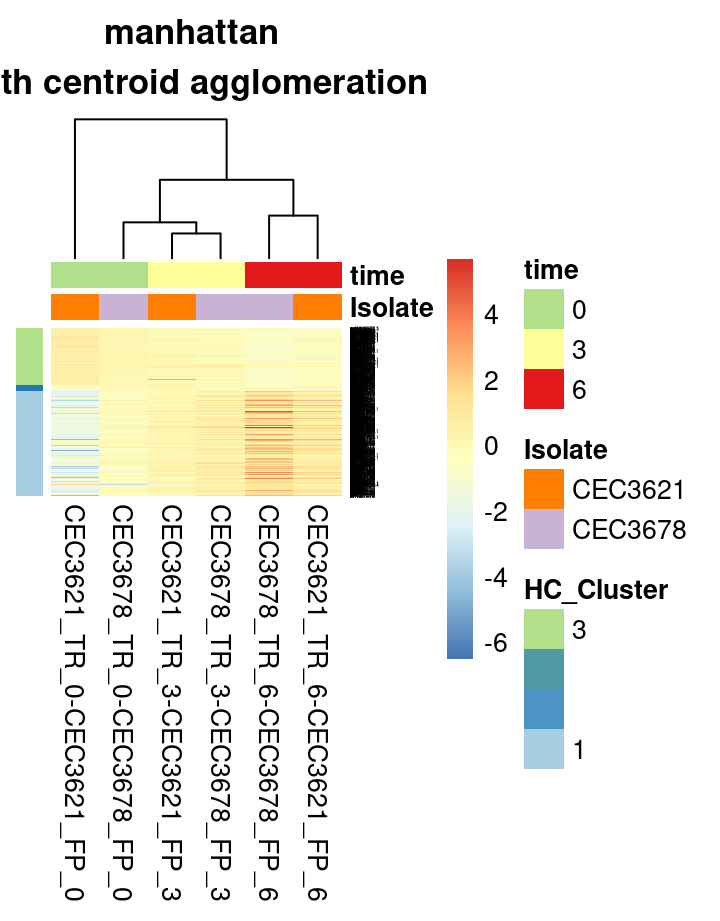 manhattan
th centroid agglomeration
time
Isolate
4
2
0
-2
-4
-6
time
0
3
6
Isolate
CEC3621
CEC3678
HC_Cluster
3
1
CEC3621_TR_0-CEC3621_FP_0
CEC3678_TR_0-CEC3678_FP_0
CEC3621_TR_3-CEC3621_FP_3
CEC3678_TR_3-CEC3678_FP_3
CEC3678_TR_6-CEC3678_FP_6
CEC3621_TR_6-CEC3621_FP_6